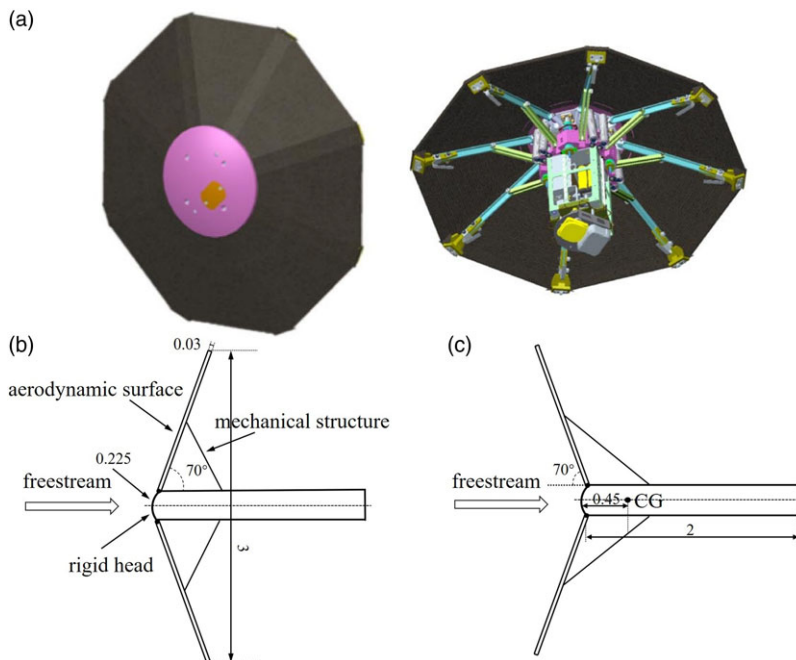 (a)
(b)
0.03
aerodynamic surface
mechanical structure
0.225
70°
freestream
rigid head
3
(c)
70°
freestream
0.45
CG
2